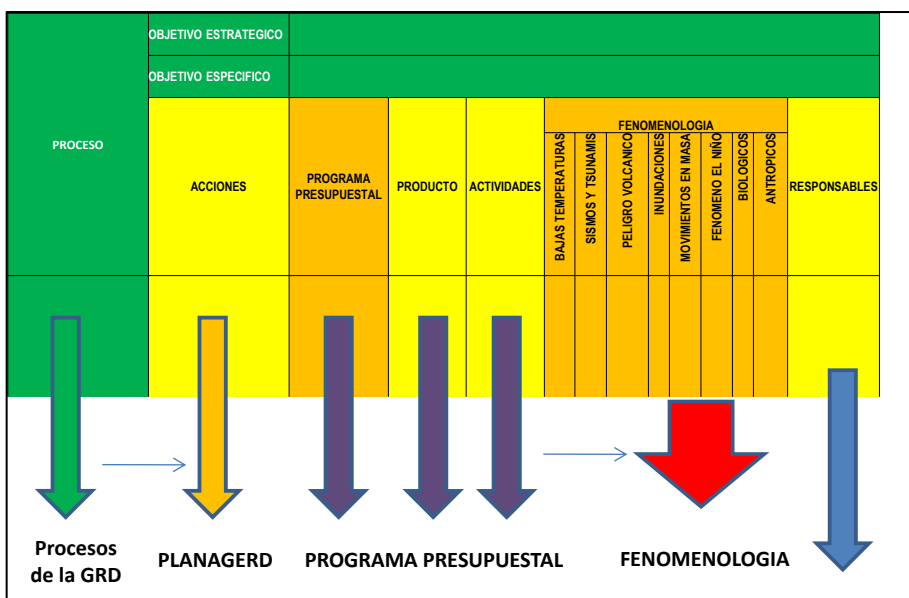 OBJETIVO ESTRATEGICO
OBJETIVO ESPECIFICO
PROCESO
ACCIONES
PROGRAMA
PRESUPUESTAL
PRODUCTO
ACTIVIDADES
FENOMENOLOGIA
BAJAS TEMPERATURAS
SISMOS Y TSUNAMIS
PELIGRO VOLCANICO
INUNDACIONES
MOVIMIENTOS EN MASA
FENOMENO EL NIÑO
BIOLOGICOS
ANTROPICOS
RESPONSABLES
Procesos
de la GRD
PLANAGERD
PROGRAMA PRESUPUESTAL
FENOMENOLOGIA